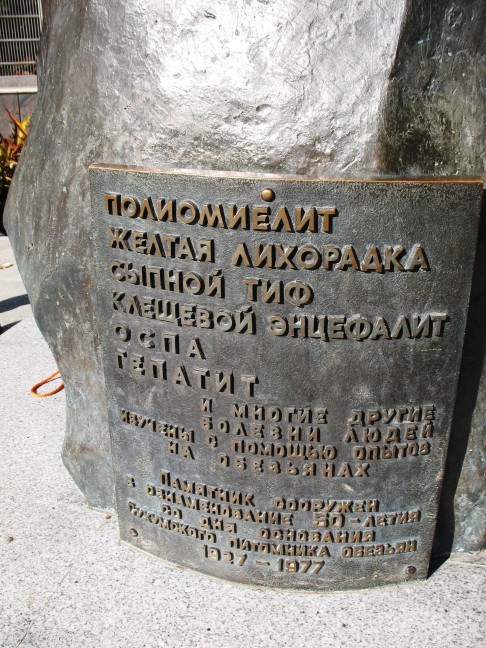 ПОЛИОМИЕЛИТ
ЖЕЛТАЯ ЛИХОРАДКА
СЫПНОЙ ТИФ
КЛЕЩЕВОЙ ЭНЦЕФАЛИТ
ОСПА
ГЕПАТИТ
И МНОГИЕ ДРУГИЕ
БОЛЕЗНИ ЛЮДЕЙ
ИЗУЧЕНЫ С ПОМОЩЬЮ ОПЫТОВ
НА ОБЕЗЬЯНАХ
ПАМЯТНИК СООРУЖЕН
В ОЗНАМЕНОВАНИЕ 50-ЛЕТИЯ
СО ДНЯ ОСНОВАНИЯ
СУХУМСКОГО ПИТОМНИКА ОБЕЗЬЯН
1927 - 1977